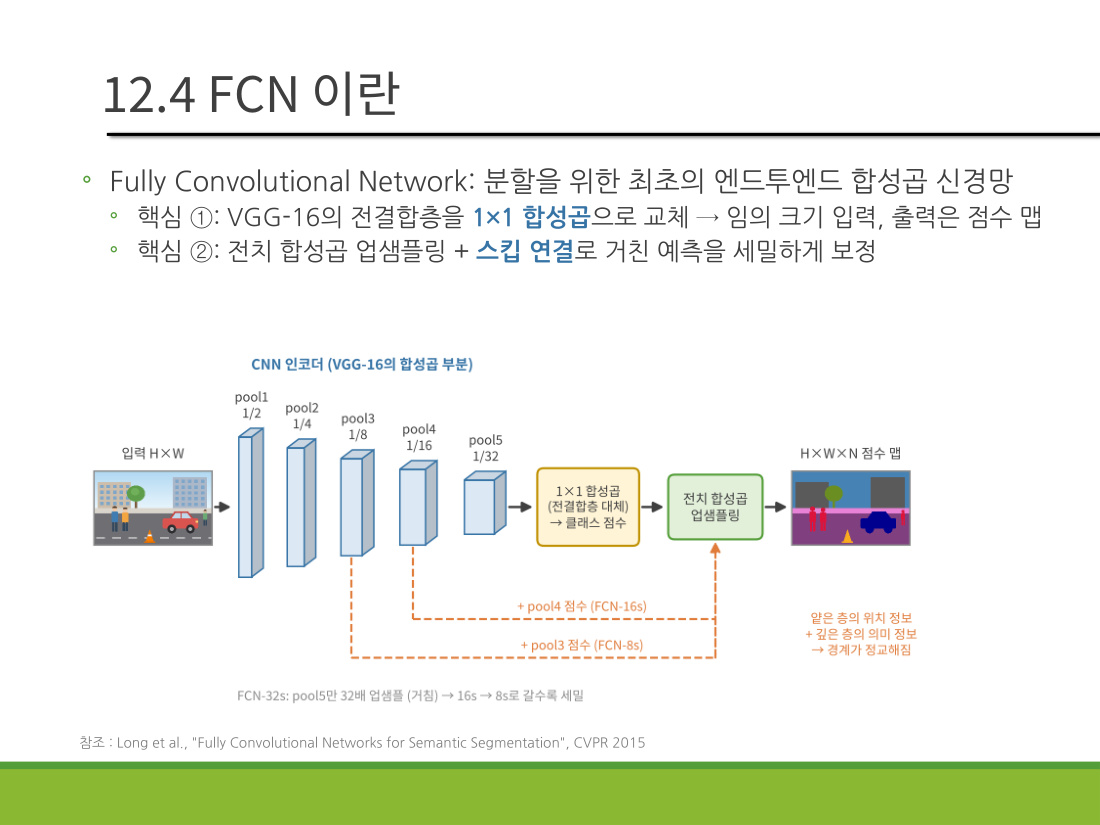 12.4 FCN 이란
Fully Convolutional Network: 분할을 위한 최초의 엔드투엔드 합성곱 신경망
핵심 ①: VGG-16의 전결합층을 1×1 합성곱으로 교체 → 임의 크기 입력, 출력은 점수 맵
핵심 ②: 전치 합성곱 업샘플링 + 스킵 연결로 거친 예측을 세밀하게 보정
CNN 인코더 (VGG-16의 합성곱 부분)
pool1
1/2
pool2
1/4
pool3
1/8
pool4
1/16
pool5
1/32
입력 H×W
1×1 합성곱
(전결합층 대체)
→ 클래스 점수
전치 합성곱
업샘플링
H×W×N 점수 맵
+ pool4 점수 (FCN-16s)
+ pool3 점수 (FCN-8s)
얕은 층의 위치 정보
+ 깊은 층의 의미 정보
→ 경계가 정교해짐
FCN-32s: pool5만 32배 업샘플 (거침) → 16s → 8s로 갈수록 세밀
참조 : Long et al., "Fully Convolutional Networks for Semantic Segmentation", CVPR 2015